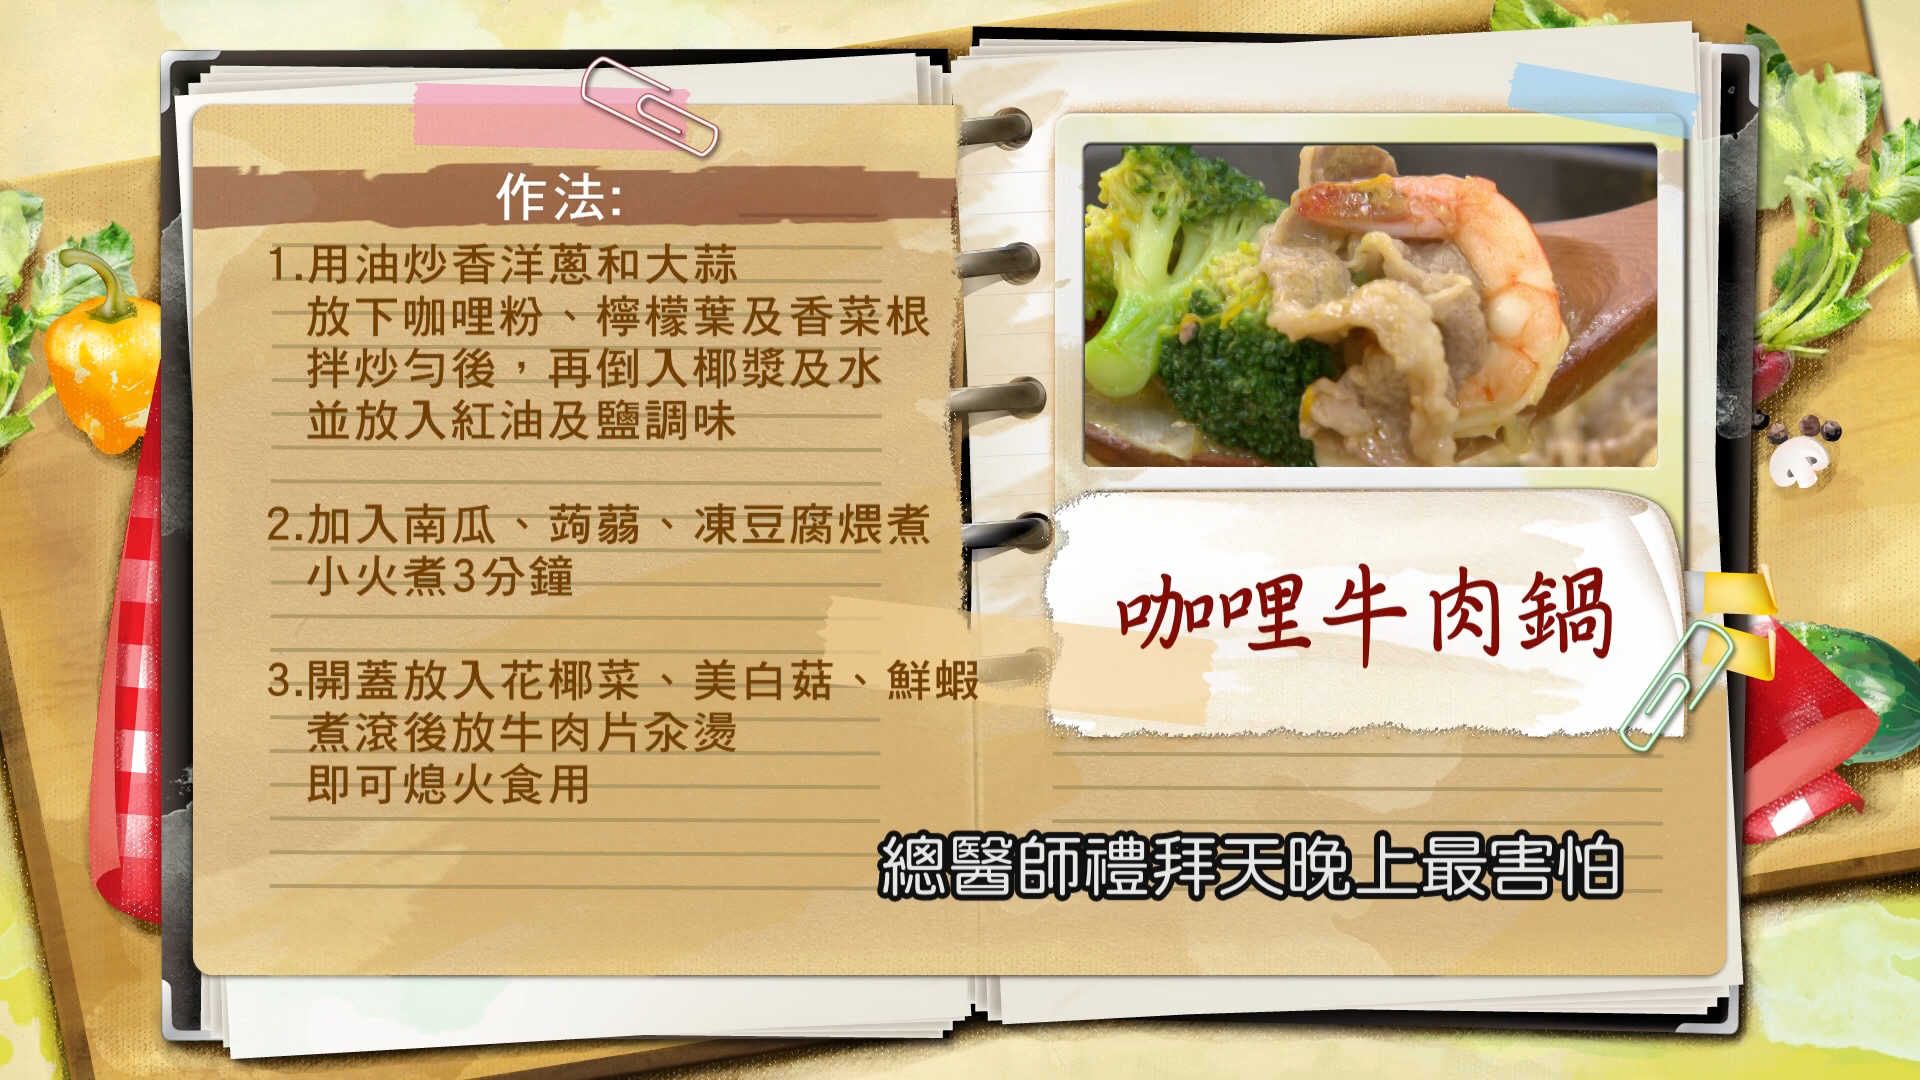 作法:
1.用油炒香洋蔥和大蒜
放下咖哩粉、檸檬葉及香菜根
拌炒勻後，再倒入椰漿及水
並放入紅油及鹽調味
2.加入南瓜、蒟蒻、凍豆腐煨煮
小火煮3分鐘
3.開蓋放入花椰菜、美白菇、鮮蝦
煮滾後放牛肉片汆燙
即可熄火食用
咖哩牛肉鍋
總醫師禮拜天晚上最害怕